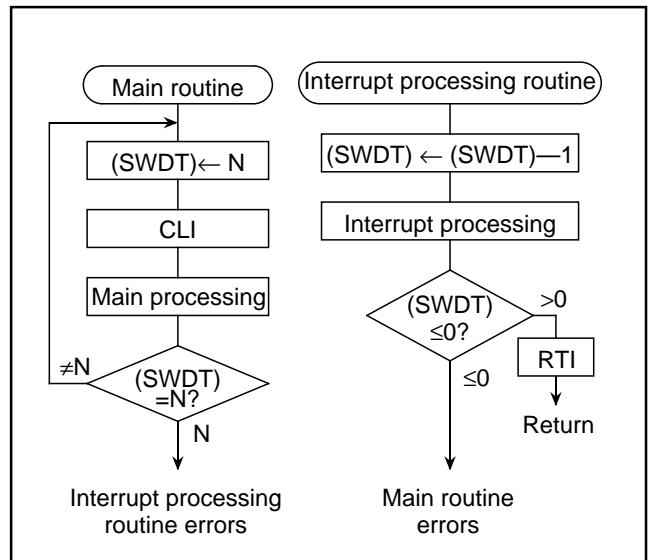 Main routine
(SWDT)← N
CLI
Main processing
≠N
(SWDT)
=N?
N
Interrupt processing
routine errors
Interrupt processing routine
(SWDT) ← (SWDT)—1
Interrupt processing
(SWDT)
≤0?
>0
RTI
Return
≤0
Main routine
errors